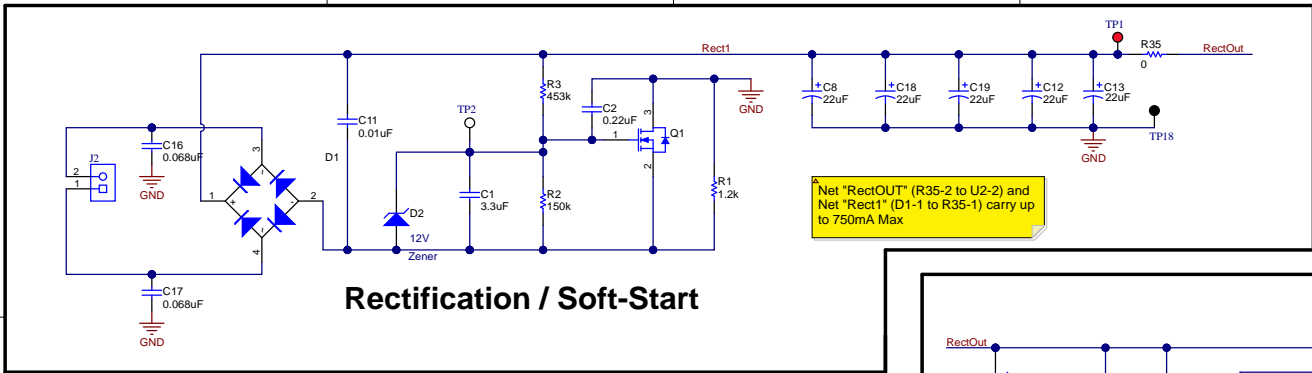 TP1
R35
0
RectOut
Rect1
R3
453k
C2
0.22uF
GND
C8
22uF
C18
22uF
C19
22uF
C12
22uF
C13
22uF
TP18
GND
C11
0.01uF
D1
TP2
3
1
Q1
2
C16
0.068uF
GND
J2
2
1
3
~
1
+
-
2
~
4
D2
12V
Zener
C1
3.3uF
R2
150k
R1
1.2k
Net "RectOUT" (R35-2 to U2-2) and
Net "Rect1" (D1-1 to R35-1) carry up
to 750mA Max
C17
0.068uF
GND
Rectification / Soft-Start
RectOut